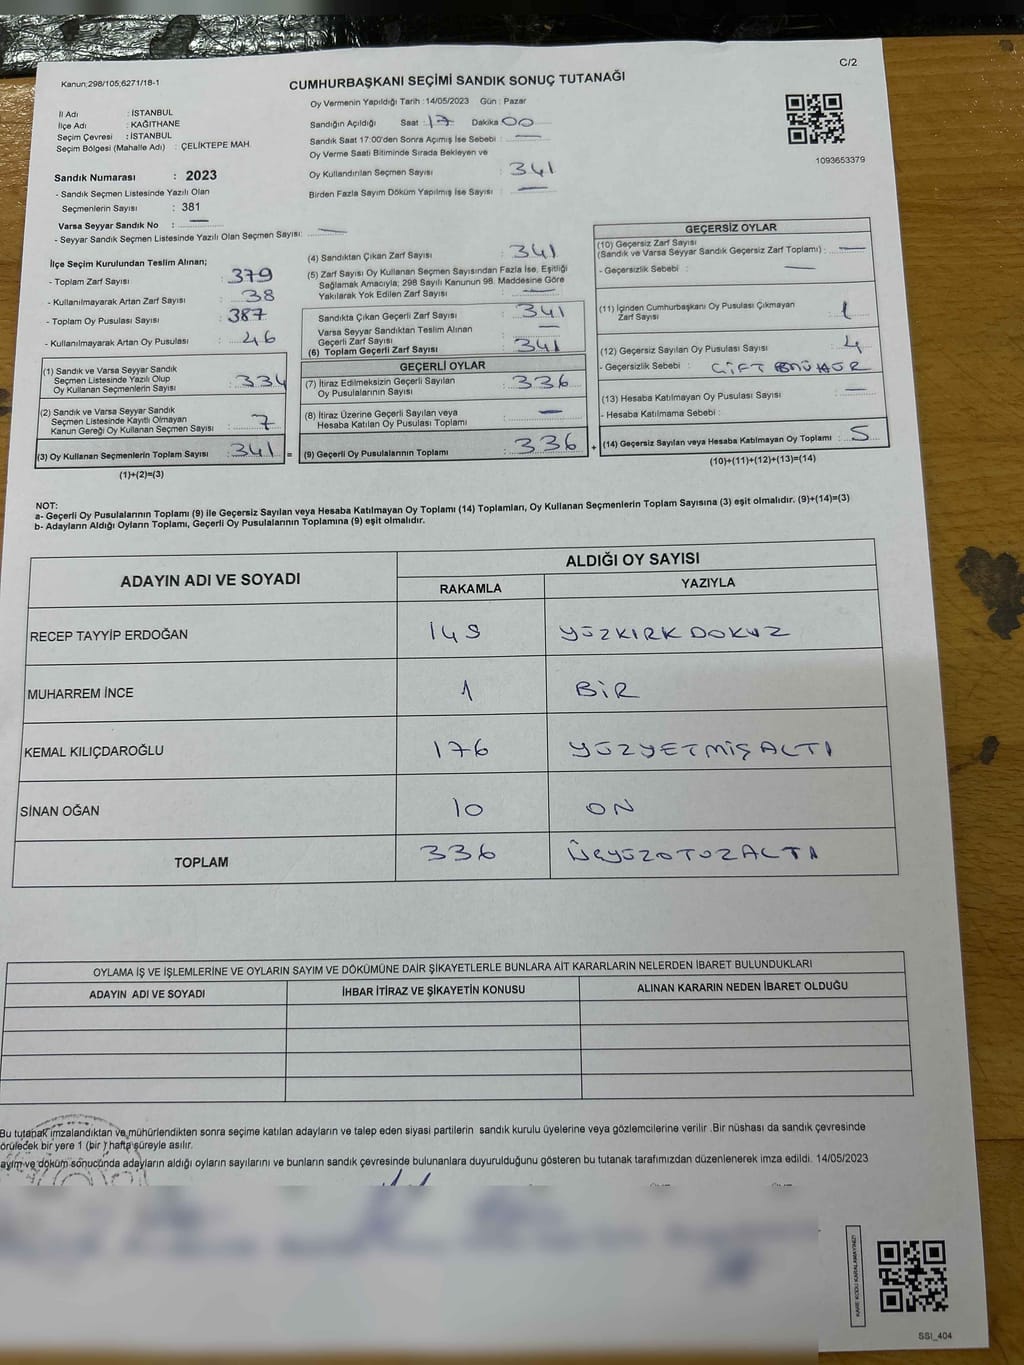 Kanun;298/105,6271/18-1
C/2
CUMHURBAŞKANI SEÇİMİ SANDIK SONUÇ TUTANAĞI
İl Adı : İSTANBUL
İlçe Adı : KAĞITHANE
Seçim Çevresi : İSTANBUL
Seçim Bölgesi (Mahalle Adı) : ÇELİKTEPE MAH.
Sandık Numarası : 2023
- Sandık Seçmen Listesinde Yazılı Olan
Seçmenlerin Sayısı : 381
Varsa Seyyar Sandık No : —
- Seyyar Sandık Seçmen Listesinde Yazılı Olan Seçmen Sayısı: —
Oy Vermenin Yapıldığı Tarih : 14/05/2023 Gün : Pazar
Sandığın Açıldığı Saat : 17 Dakika 00
Sandık Saat 17:00'den Sonra Açımış İse Sebebi : —
Oy Verme Saati Bitiminde Sırada Bekleyen ve
Oy Kullandırılan Seçmen Sayısı : 341
Birden Fazla Sayım Döküm Yapılmış İse Sayısı : —
1093653379
İlçe Seçim Kurulundan Teslim Alınan;
- Toplam Zarf Sayısı : 379
- Kullanılmayarak Artan Zarf Sayısı : 38
- Toplam Oy Pusulası Sayısı : 387
- Kullanılmayarak Artan Oy Pusulası : 46
(1) Sandık ve Varsa Seyyar Sandık
Seçmen Listesinde Yazılı Olup
Oy Kullanan Seçmenlerin Sayısı : 334
(2) Sandık ve Varsa Seyyar Sandık
Seçmen Listesinde Kayıtlı Olmayan
Kanun Gereği Oy Kullanan Seçmen Sayısı : 7
(3) Oy Kullanan Seçmenlerin Toplam Sayısı : 341 =
(1)+(2)=(3)
(4) Sandıktan Çıkan Zarf Sayısı : 341
(5) Zarf Sayısı Oy Kullanan Seçmen Sayısından Fazla İse, Eşitliği
Sağlamak Amacıyla; 298 Sayılı Kanunun 98. Maddesine Göre
Yakılarak Yok Edilen Zarf Sayısı : —
Sandıkta Çıkan Geçerli Zarf Sayısı : 341
Varsa Seyyar Sandıktan Teslim Alınan
Geçerli Zarf Sayısı : —
(6) Toplam Geçerli Zarf Sayısı : 341
GEÇERLİ OYLAR
(7) İtiraz Edilmeksizin Geçerli Sayılan
Oy Pusulalarının Sayısı : 336
(8) İtiraz Üzerine Geçerli Sayılan veya
Hesaba Katılan Oy Pusulası Toplamı : —
(9) Geçerli Oy Pusulalarının Toplamı : 336 +
GEÇERSİZ OYLAR
(10) Geçersiz Zarf Sayısı
(Sandık ve Varsa Seyyar Sandık Geçersiz Zarf Toplamı) : —
- Geçersizlik Sebebi : —
(11) İçinden Cumhurbaşkanı Oy Pusulası Çıkmayan
Zarf Sayısı : 1
(12) Geçersiz Sayılan Oy Pusulası Sayısı : 4
- Geçersizlik Sebebi : ÇİFT MÜHÜR
(13) Hesaba Katılmayan Oy Pusulası Sayısı : —
- Hesaba Katılmama Sebebi :
(14) Geçersiz Sayılan veya Hesaba Katılmayan Oy Toplamı : 5
(10)+(11)+(12)+(13)=(14)
NOT:
a- Geçerli Oy Pusulalarının Toplamı (9) ile Geçersiz Sayılan veya Hesaba Katılmayan Oy Toplamı (14) Toplamları, Oy Kullanan Seçmenlerin Toplam Sayısına (3) eşit olmalıdır. (9)+(14)=(3)
b- Adayların Aldığı Oyların Toplamı, Geçerli Oy Pusulalarının Toplamına (9) eşit olmalıdır.
ADAYIN ADI VE SOYADI ALDIĞI OY SAYISI
RAKAMLA YAZIYLA
RECEP TAYYİP ERDOĞAN 149 YÜZKIRKDOKUZ
MUHARREM İNCE 1 BİR
KEMAL KILIÇDAROĞLU 176 YÜZYETMİŞALTI
SİNAN OĞAN 10 ON
TOPLAM 336 ÜÇYÜZOTUZALTI
OYLAMA İŞ VE İŞLEMLERİNE VE OYLARIN SAYIM VE DÖKÜMÜNE DAİR ŞİKAYETLERLE BUNLARA AİT KARARLARIN NELERDEN İBARET BULUNDUKLARI
ADAYIN ADI VE SOYADI İHBAR İTİRAZ VE ŞİKAYETİN KONUSU ALINAN KARARIN NEDEN İBARET OLDUĞU
Bu tutanak imzalandıktan ve mühürlendikten sonra seçime katılan adayların ve talep eden siyasi partilerin sandık kurulu üyelerine veya gözlemcilerine verilir .Bir nüshası da sandık çevresinde
örülecek bir yere 1 (bir ) hafta süreyle asılır.
ayım ve döküm sonucunda adayların aldığı oyların sayılarını ve bunların sandık çevresinde bulunanlara duyurulduğunu gösteren bu tutanak tarafımızdan düzenlenerek imza edildi. 14/05/2023
KARE KODU KARALAMAYINIZ!
SSI_404